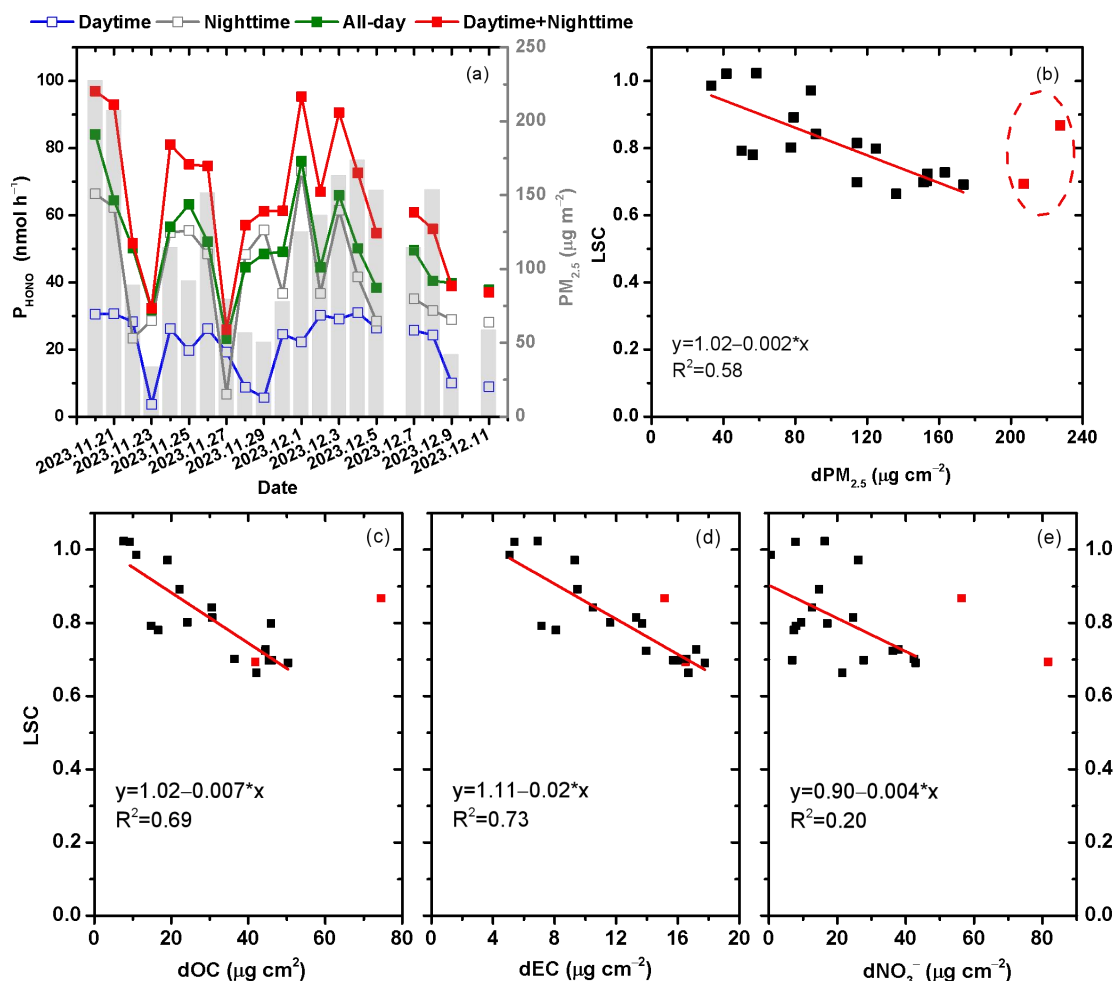 Daytime Nighttime All-day Daytime+Nighttime
(a)
100
80
60
40
20
0
P_HONO (nmol h⁻¹)
250
200
150
100
50
0
PM₂.₅ (μg m⁻²)
2023.11.21
2023.11.23
2023.11.25
2023.11.27
2023.11.29
2023.12.1
2023.12.3
2023.12.5
2023.12.7
2023.12.9
2023.12.11
Date
(b)
1.0
0.8
0.6
0.4
0.2
0.0
LSC
y=1.02−0.002*x
R²=0.58
0 40 80 120 160 200 240
dPM₂.₅ (μg cm⁻²)
(c)
1.0
0.8
0.6
0.4
0.2
0.0
LSC
y=1.02−0.007*x
R²=0.69
0 20 40 60 80
dOC (μg cm²)
(d)
y=1.11−0.02*x
R²=0.73
0 4 8 12 16 20
dEC (μg cm⁻²)
(e)
y=0.90−0.004*x
R²=0.20
1.0
0.8
0.6
0.4
0.2
0.0
0 20 40 60 80
dNO₃⁻ (μg cm⁻²)